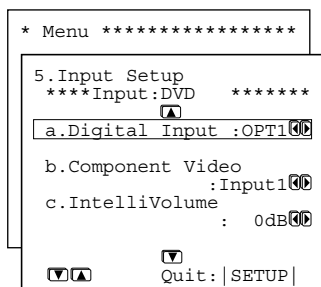 * Menu *****************
5.Input Setup
****Input:DVD *******
a.Digital Input :OPT1
b.Component Video
:Input1
c.IntelliVolume
: 0dB
Quit:|SETUP|